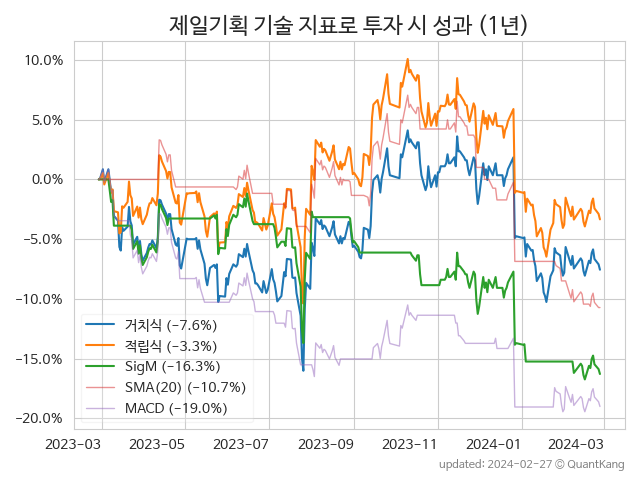 제일기획 기술 지표로 투자 시 성과 (1년)
10.0%
5.0%
0.0%
−5.0%
−10.0%
−15.0%
−20.0%
거치식 (−7.6%)
적립식 (−3.3%)
SigM (−16.3%)
SMA(20) (−10.7%)
MACD (−19.0%)
2023−03 2023−05 2023−07 2023−09 2023−11 2024−01 2024−03
updated: 2024−02−27 © QuantKang